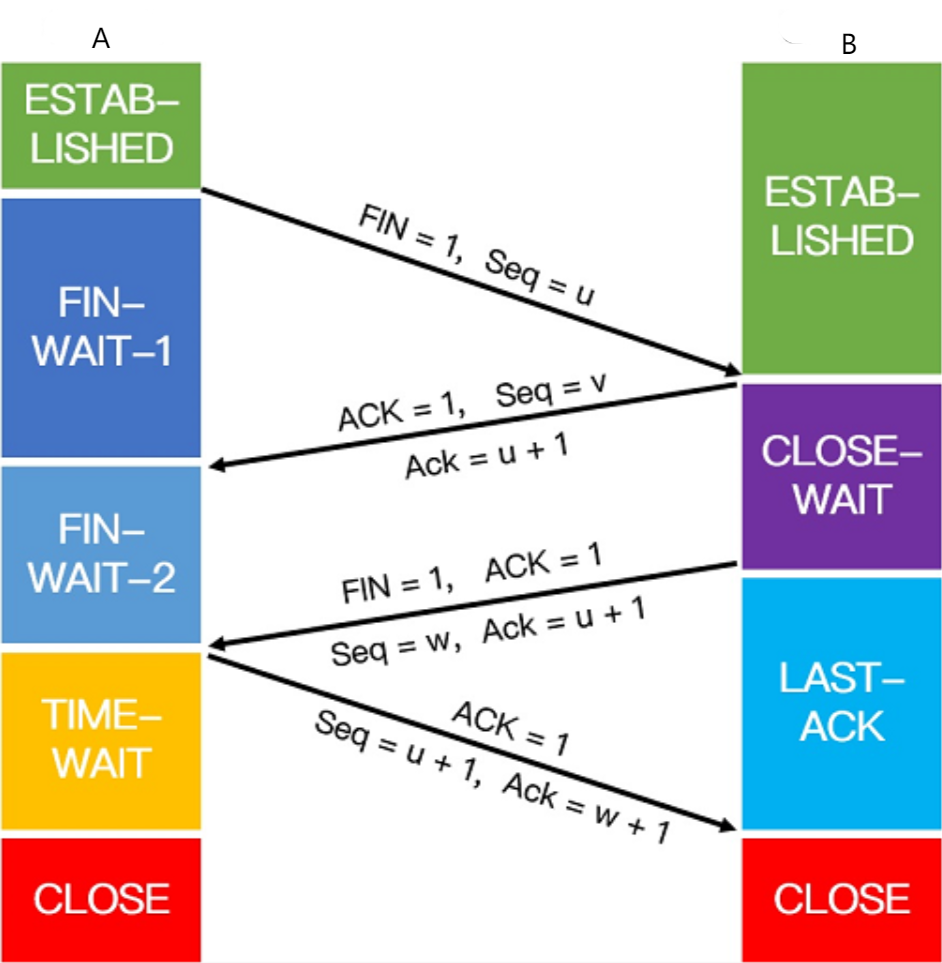 A
B
ESTAB–
LISHED
ESTAB–
LISHED
FIN = 1, Seq = u
FIN–
WAIT–1
ACK = 1, Seq = v
Ack = u + 1
CLOSE–
WAIT
FIN–
WAIT–2
FIN = 1, ACK = 1
Seq = w, Ack = u + 1
LAST–
ACK
TIME–
WAIT
ACK = 1
Seq = u + 1, Ack = w + 1
CLOSE
CLOSE